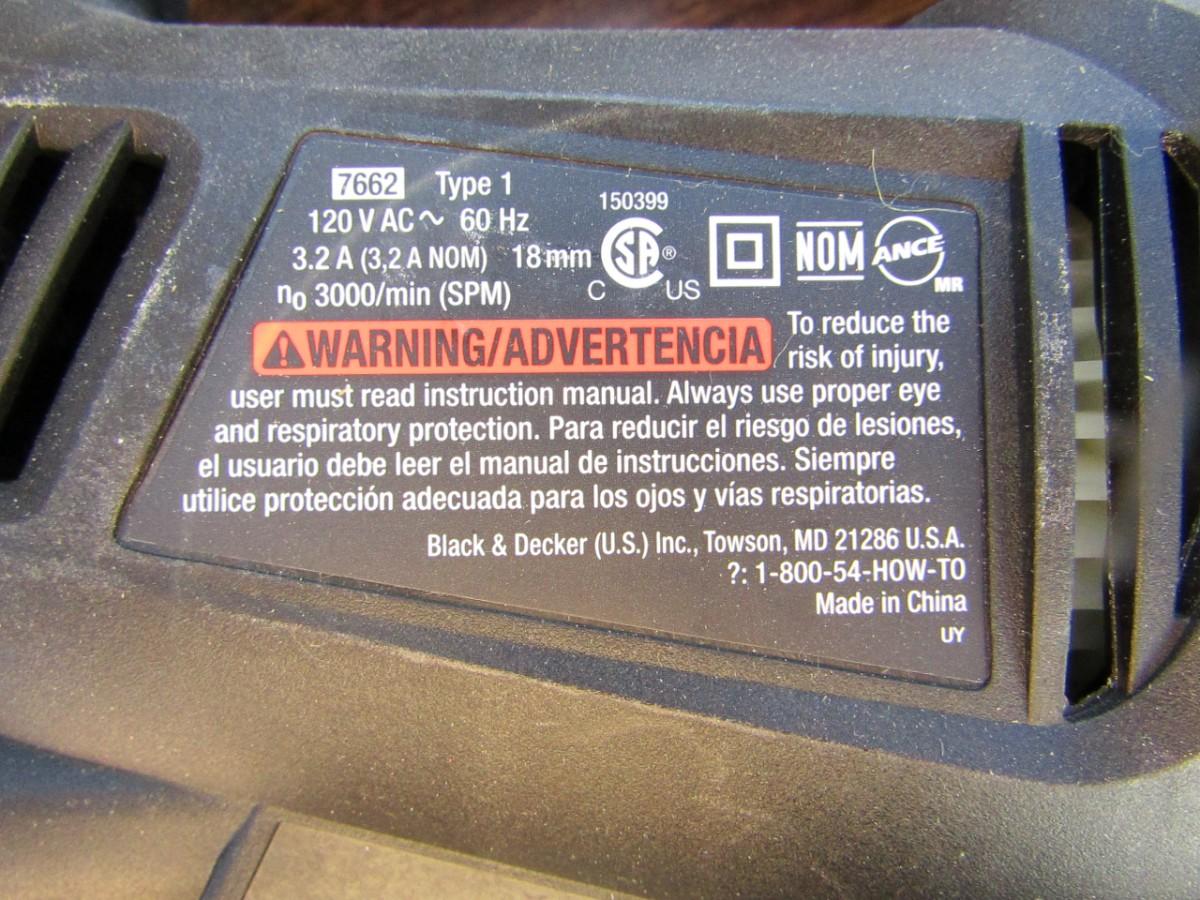 7662 Type 1
150399
120 V AC ~ 60 Hz
3.2 A (3,2 A NOM) 18 mm
SA ® NOM ANCE
n0 3000/min (SPM) C US MR
⚠WARNING/ADVERTENCIA To reduce the
risk of injury,
user must read instruction manual. Always use proper eye
and respiratory protection. Para reducir el riesgo de lesiones,
el usuario debe leer el manual de instrucciones. Siempre
utilice protección adecuada para los ojos y vías respiratorias.
Black & Decker (U.S.) Inc., Towson, MD 21286 U.S.A.
?: 1-800-54-HOW-TO
Made in China
UY